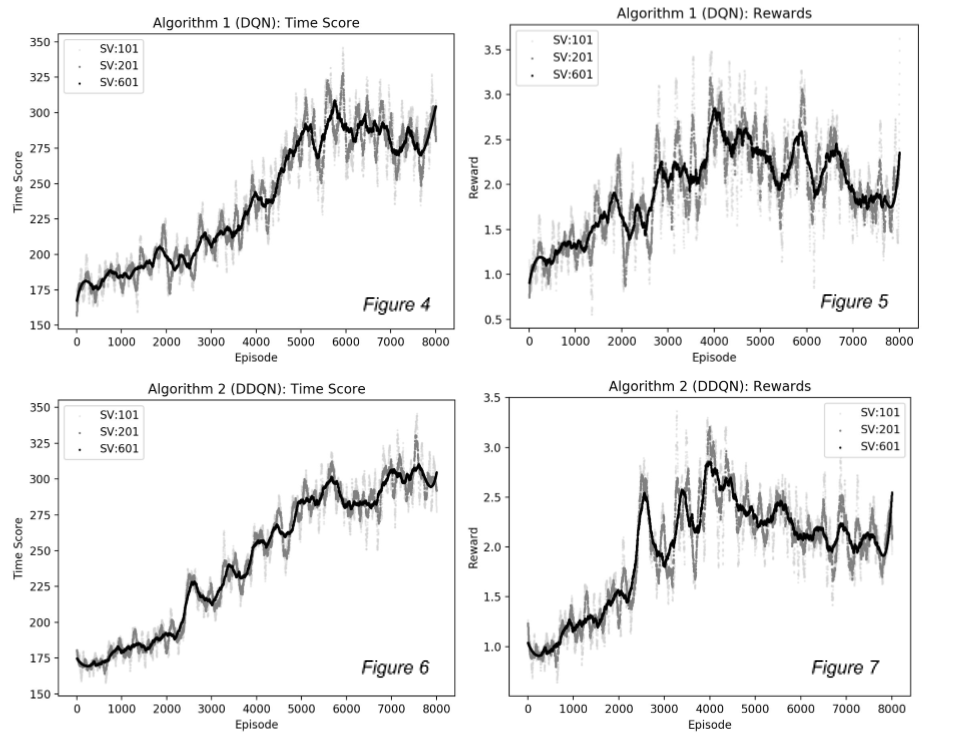 Algorithm 1 (DQN): Time Score
350
325
300
275
250
225
200
175
150
Time Score
SV:101
SV:201
SV:601
Figure 4
0 1000 2000 3000 4000 5000 6000 7000 8000
Episode
Algorithm 1 (DQN): Rewards
3.5
3.0
2.5
2.0
1.5
1.0
0.5
Reward
SV:101
SV:201
SV:601
Figure 5
0 1000 2000 3000 4000 5000 6000 7000 8000
Episode
Algorithm 2 (DDQN): Time Score
350
325
300
275
250
225
200
175
150
Time Score
SV:101
SV:201
SV:601
Figure 6
0 1000 2000 3000 4000 5000 6000 7000 8000
Episode
Algorithm 2 (DDQN): Rewards
3.5
3.0
2.5
2.0
1.5
1.0
Reward
SV:101
SV:201
SV:601
Figure 7
0 1000 2000 3000 4000 5000 6000 7000 8000
Episode